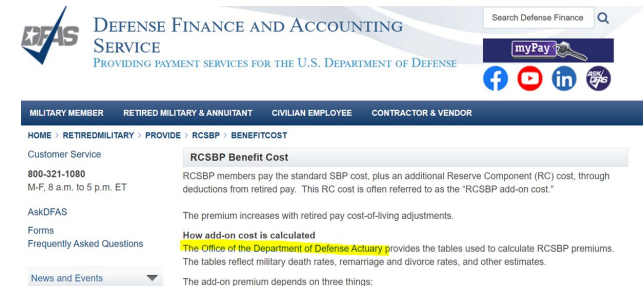 DFAS
DEFENSE FINANCE AND ACCOUNTING
SERVICE
PROVIDING PAYMENT SERVICES FOR THE U.S. DEPARTMENT OF DEFENSE
Search Defense Finance
myPay
ASK/
DFAS
MILITARY MEMBER RETIRED MILITARY & ANNUITANT CIVILIAN EMPLOYEE CONTRACTOR & VENDOR
HOME > RETIREDMILITARY > PROVIDE > RCSBP > BENEFITCOST
Customer Service
800-321-1080
M-F, 8 a.m. to 5 p.m. ET
AskDFAS
Forms
Frequently Asked Questions
News and Events
RCSBP Benefit Cost
RCSBP members pay the standard SBP cost, plus an additional Reserve Component (RC) cost, through
deductions from retired pay. This RC cost is often referred to as the “RCSBP add-on cost.”
The premium increases with retired pay cost-of-living adjustments.
How add-on cost is calculated
The Office of the Department of Defense Actuary provides the tables used to calculate RCSBP premiums.
The tables reflect military death rates, remarriage and divorce rates, and other estimates.
The add-on premium depends on three things: